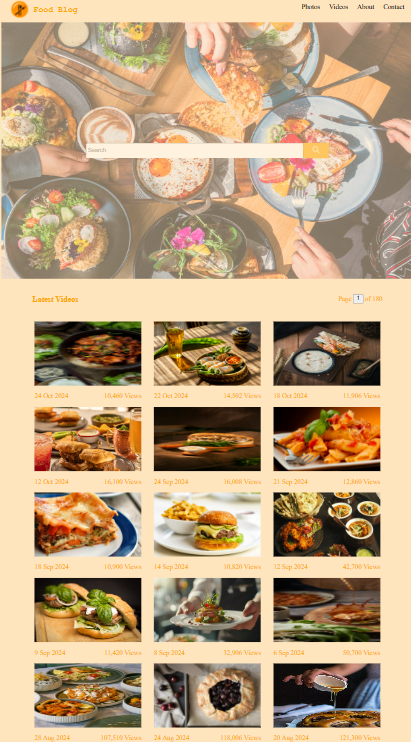 Food Blog
Photos Videos About Contact
Search
Latest Videos
Page 1 of 180
24 Oct 2024 10,460 Views
22 Oct 2024 14,502 Views
18 Oct 2024 11,906 Views
12 Oct 2024 16,300 Views
24 Sep 2024 16,000 Views
21 Sep 2024 12,860 Views
18 Sep 2024 10,900 Views
14 Sep 2024 10,820 Views
12 Sep 2024 42,700 Views
9 Sep 2024 11,420 Views
8 Sep 2024 32,906 Views
6 Sep 2024 50,700 Views
28 Aug 2024 107,510 Views
24 Aug 2024 118,006 Views
20 Aug 2024 121,300 Views